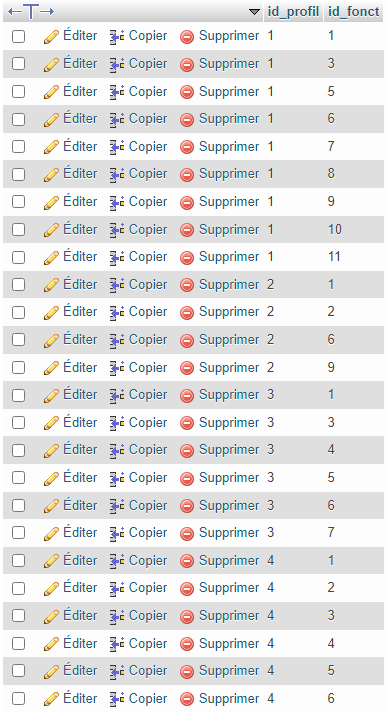 id_profil id_fonct
Éditer Copier Supprimer 1 1
Éditer Copier Supprimer 1 3
Éditer Copier Supprimer 1 5
Éditer Copier Supprimer 1 6
Éditer Copier Supprimer 1 7
Éditer Copier Supprimer 1 8
Éditer Copier Supprimer 1 9
Éditer Copier Supprimer 1 10
Éditer Copier Supprimer 1 11
Éditer Copier Supprimer 2 1
Éditer Copier Supprimer 2 2
Éditer Copier Supprimer 2 6
Éditer Copier Supprimer 2 9
Éditer Copier Supprimer 3 1
Éditer Copier Supprimer 3 3
Éditer Copier Supprimer 3 4
Éditer Copier Supprimer 3 5
Éditer Copier Supprimer 3 6
Éditer Copier Supprimer 3 7
Éditer Copier Supprimer 4 1
Éditer Copier Supprimer 4 2
Éditer Copier Supprimer 4 3
Éditer Copier Supprimer 4 4
Éditer Copier Supprimer 4 5
Éditer Copier Supprimer 4 6